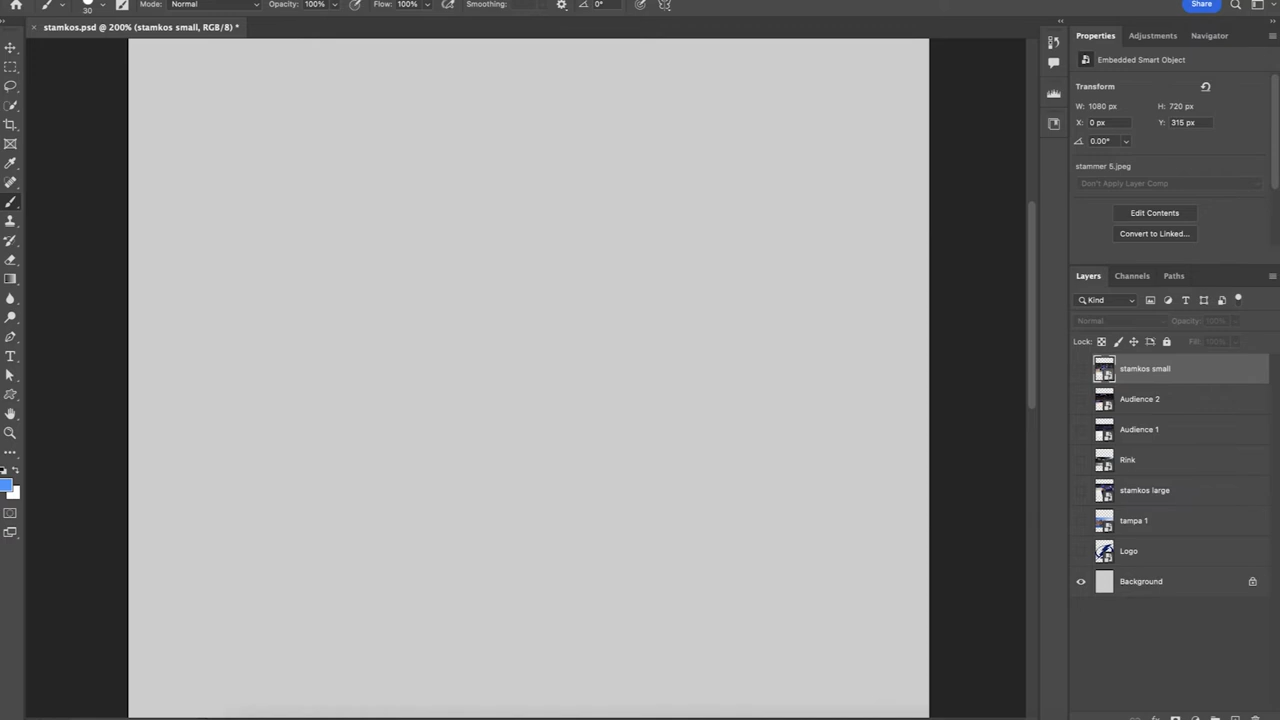 Mode: Normal Opacity: 100% Flow: 100% Smoothing: 0° Share
× stamkos.psd @ 200% (stamkos small, RGB/8) *
30
Properties Adjustments Navigator
Embedded Smart Object
Transform
W: 1080 px H: 720 px
X: 0 px Y: 315 px
0.00°
stammer 5.jpeg
Don't Apply Layer Comp
Edit Contents
Convert to Linked...
Layers Channels Paths
Kind
Normal Opacity: 100%
Lock: Fill: 100%
stamkos small
Audience 2
Audience 1
Rink
stamkos large
tampa 1
Logo
Background